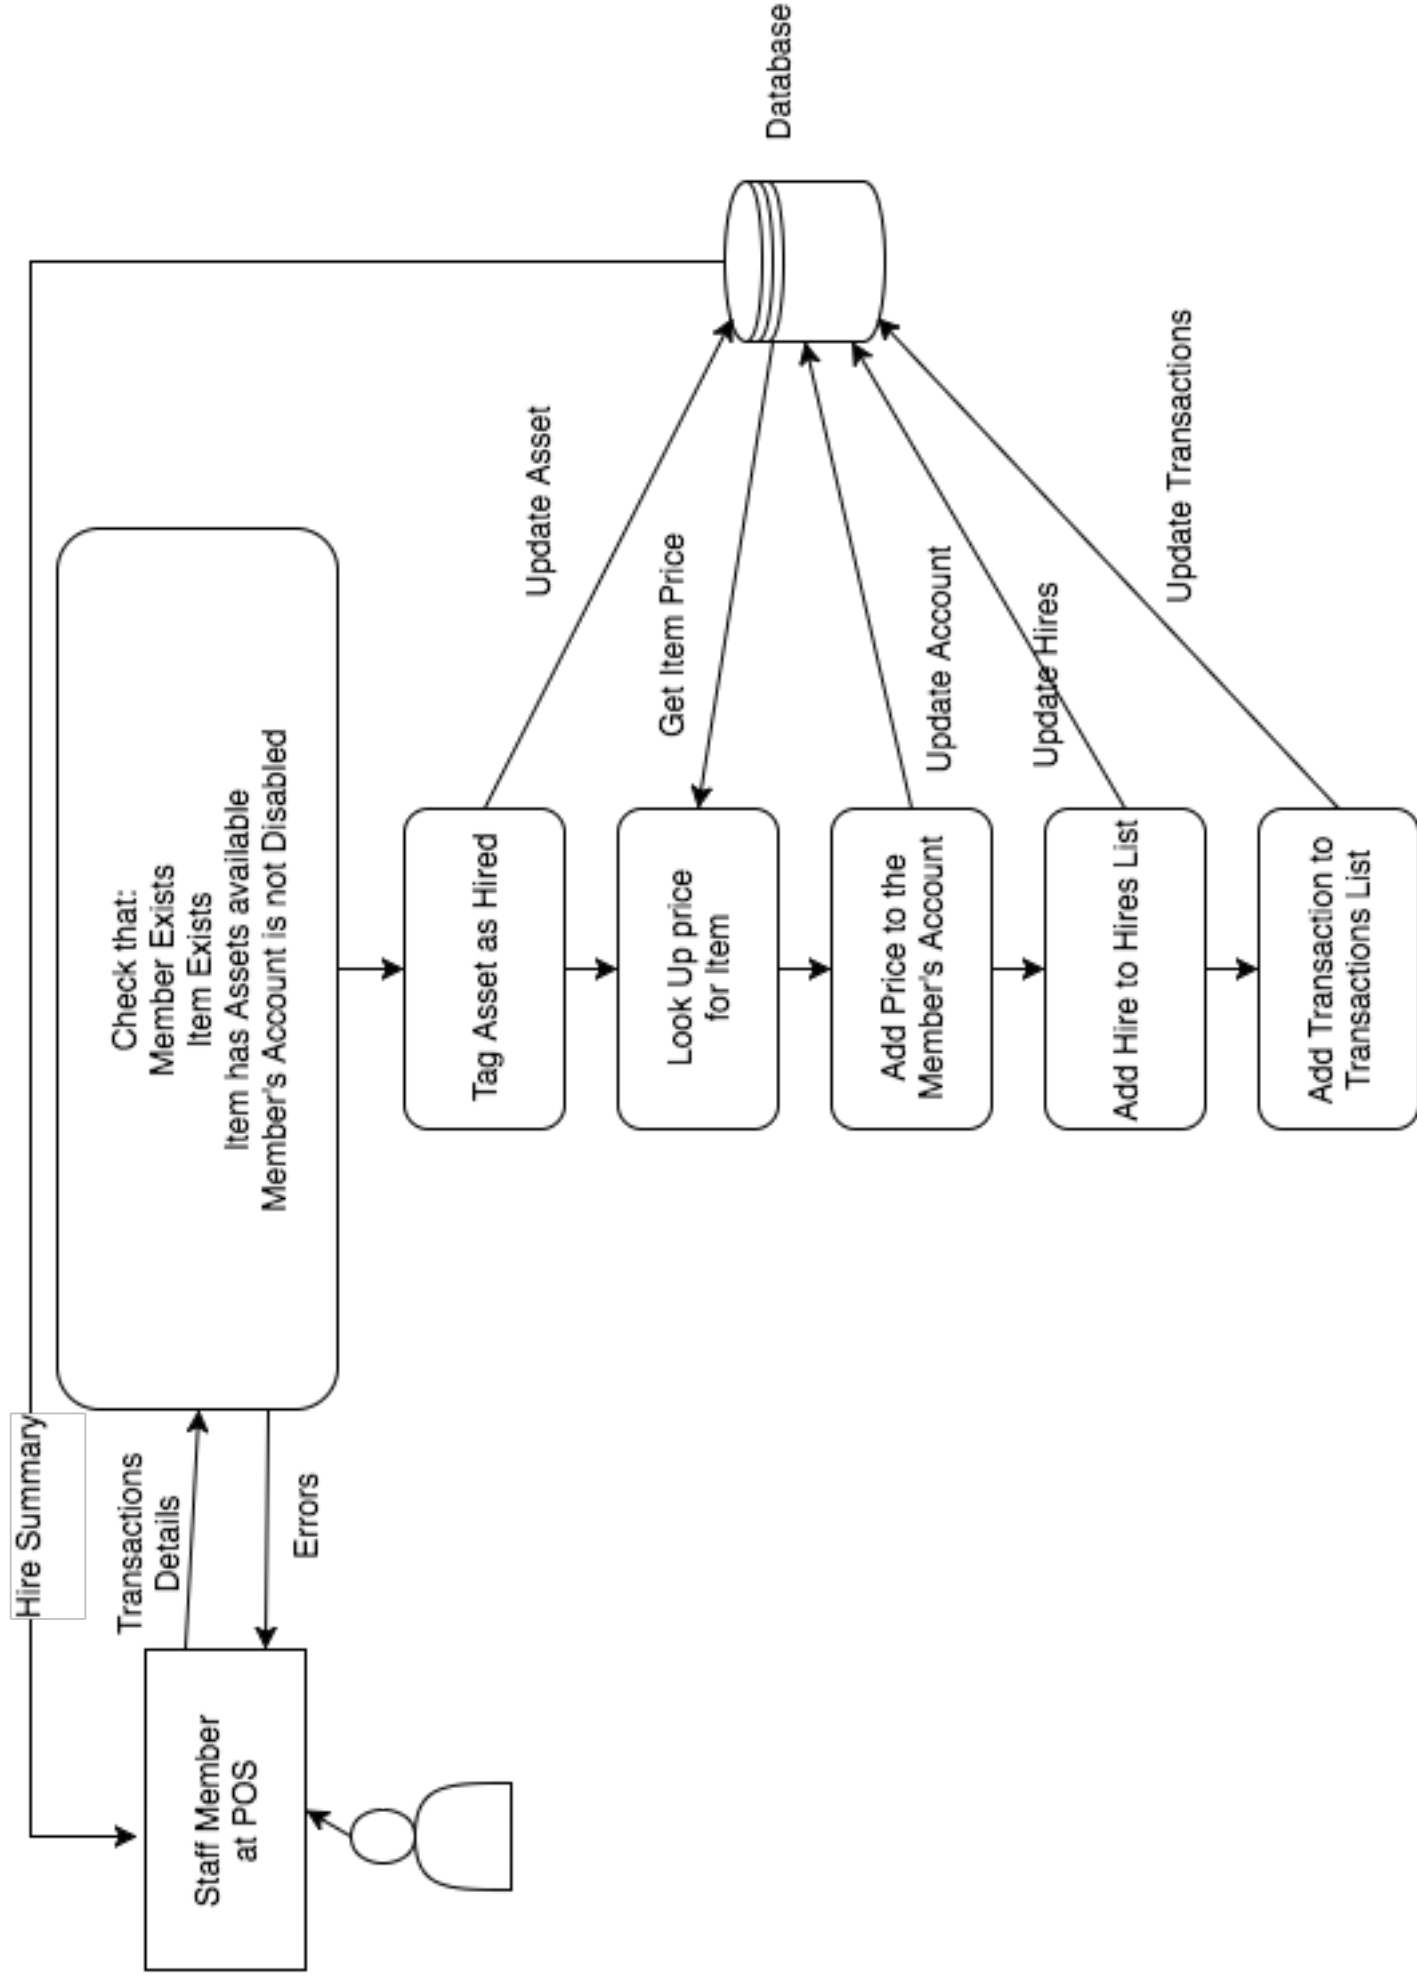 Hire Summary
Transactions
Details
Errors
Staff Member
at POS
Check that:
Member Exists
Item Exists
Item has Assets available
Member's Account is not Disabled
Tag Asset as Hired
Update Asset
Look Up price
for Item
Get Item Price
Add Price to the
Member's Account
Update Account
Add Hire to Hires List
Update Hires
Add Transaction to
Transactions List
Update Transactions
Database